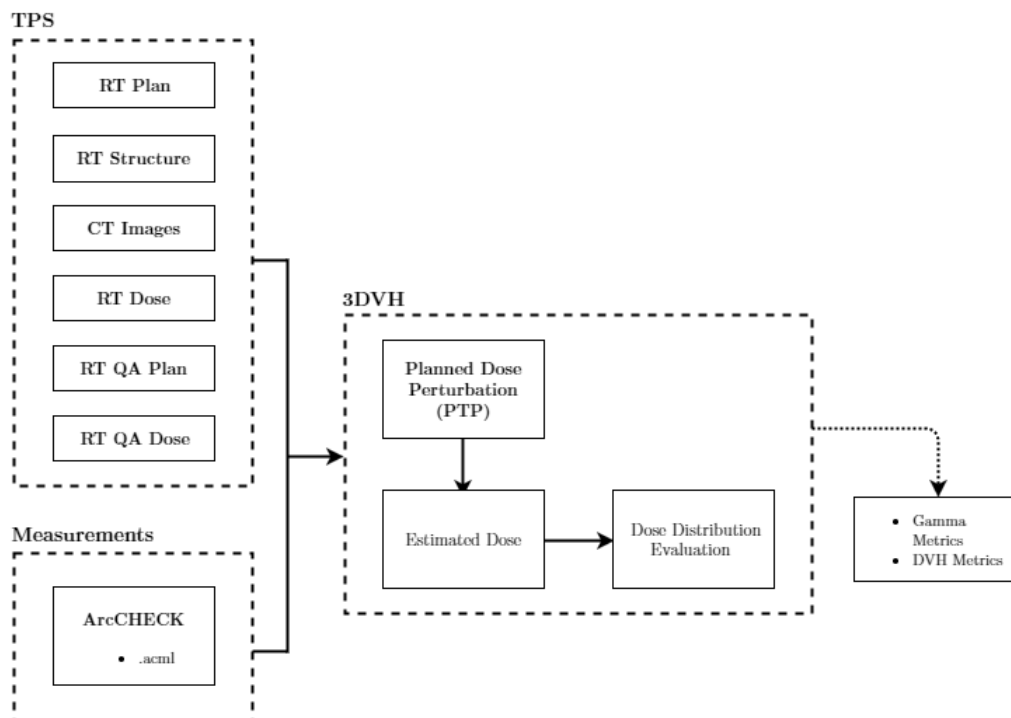 TPS
RT Plan
RT Structure
CT Images
RT Dose
RT QA Plan
RT QA Dose
Measurements
ArcCHECK
• .acml
3DVH
Planned Dose
Perturbation
(PTP)
Estimated Dose
Dose Distribution
Evaluation
• Gamma
Metrics
• DVH Metrics